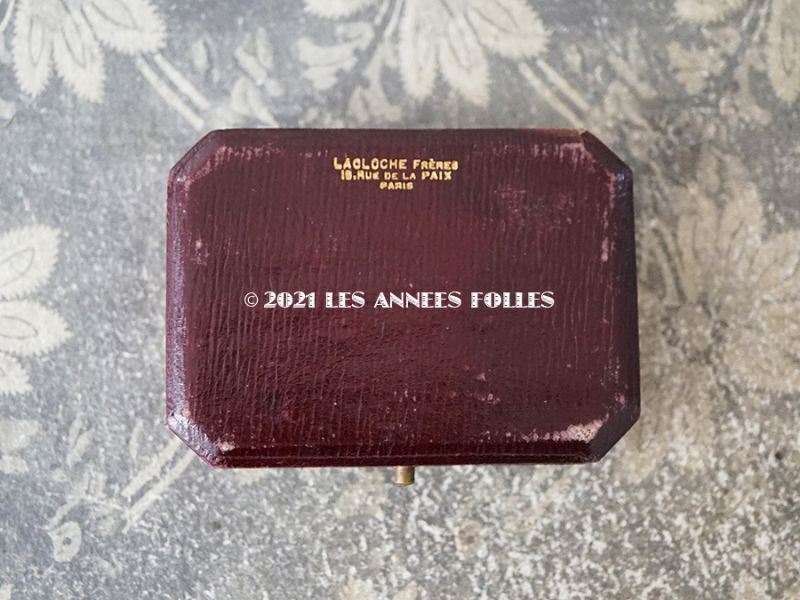 LACLOCHE FRÈRES
15, RUE DE LA PAIX
PARIS
© 2021 LES ANNEES FOLLES